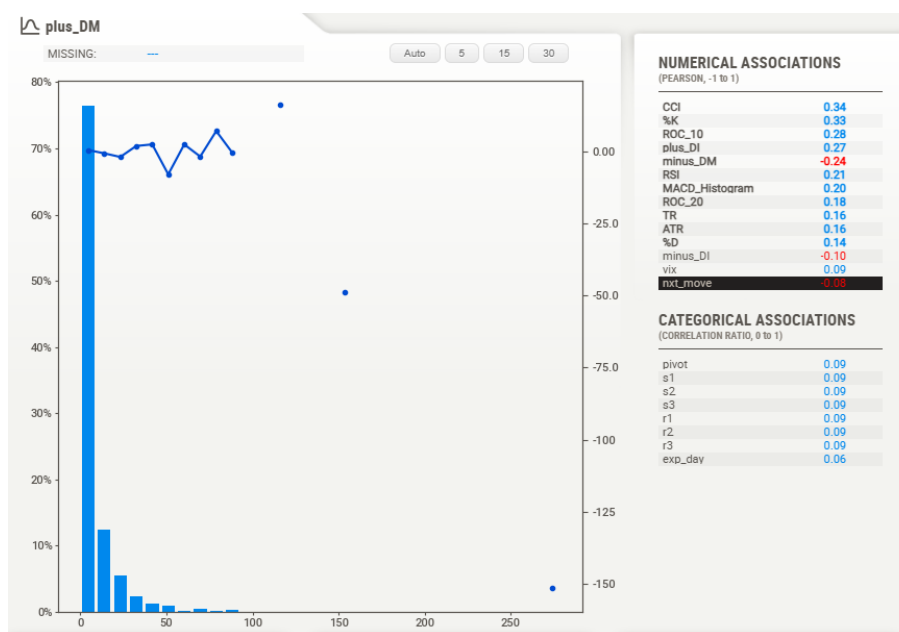 plus_DM
MISSING: ---
Auto 5 15 30
80%
70%
60%
50%
40%
30%
20%
10%
0%
0 50 100 150 200 250
0.00
-25.0
-50.0
-75.0
-100
-125
-150
NUMERICAL ASSOCIATIONS
(PEARSON, -1 to 1)
CCI 0.34
%K 0.33
ROC_10 0.28
plus_DI 0.27
minus_DM -0.24
RSI 0.21
MACD_Histogram 0.20
ROC_20 0.18
TR 0.16
ATR 0.16
%D 0.14
minus_DI -0.10
vix 0.09
nxt_move -0.08
CATEGORICAL ASSOCIATIONS
(CORRELATION RATIO, 0 to 1)
pivot 0.09
s1 0.09
s2 0.09
s3 0.09
r1 0.09
r2 0.09
r3 0.09
exp_day 0.06